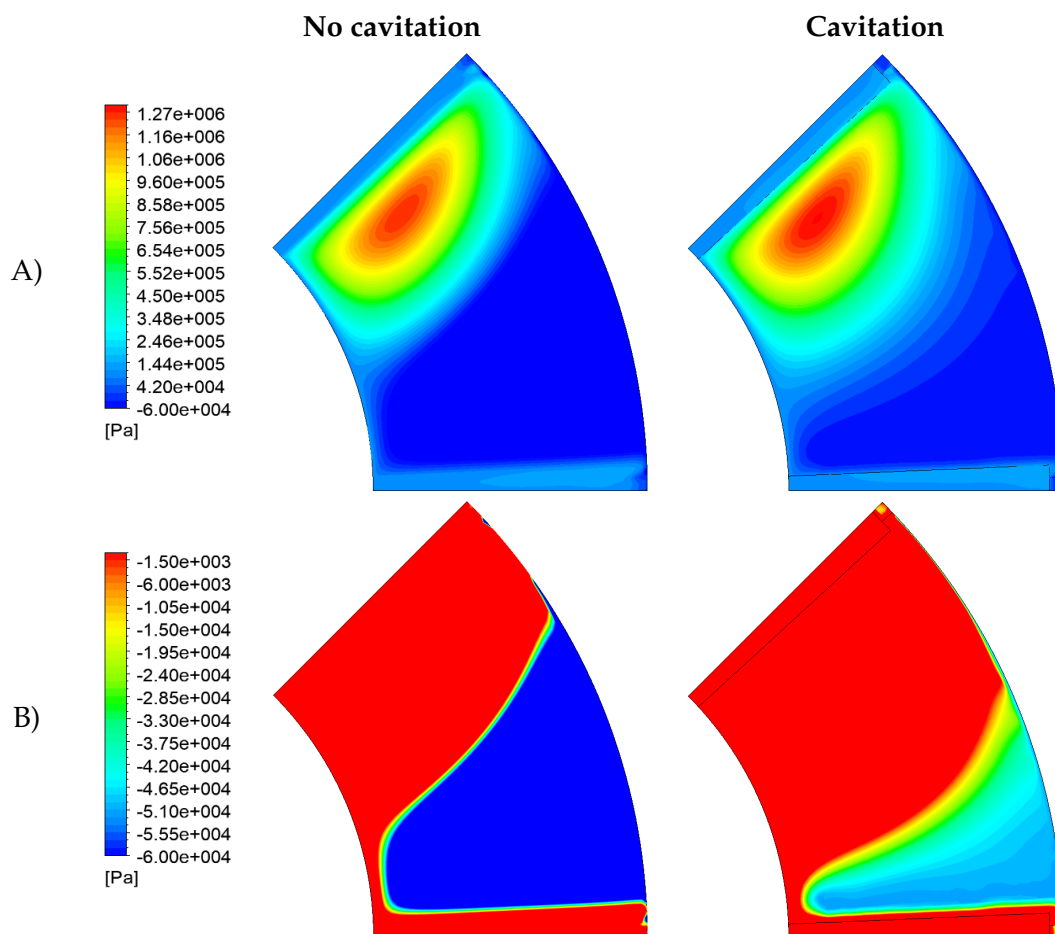 No cavitation
Cavitation
A)
1.27e+006
1.16e+006
1.06e+006
9.60e+005
8.58e+005
7.56e+005
6.54e+005
5.52e+005
4.50e+005
3.48e+005
2.46e+005
1.44e+005
4.20e+004
-6.00e+004
[Pa]
B)
-1.50e+003
-6.00e+003
-1.05e+004
-1.50e+004
-1.95e+004
-2.40e+004
-2.85e+004
-3.30e+004
-3.75e+004
-4.20e+004
-4.65e+004
-5.10e+004
-5.55e+004
-6.00e+004
[Pa]